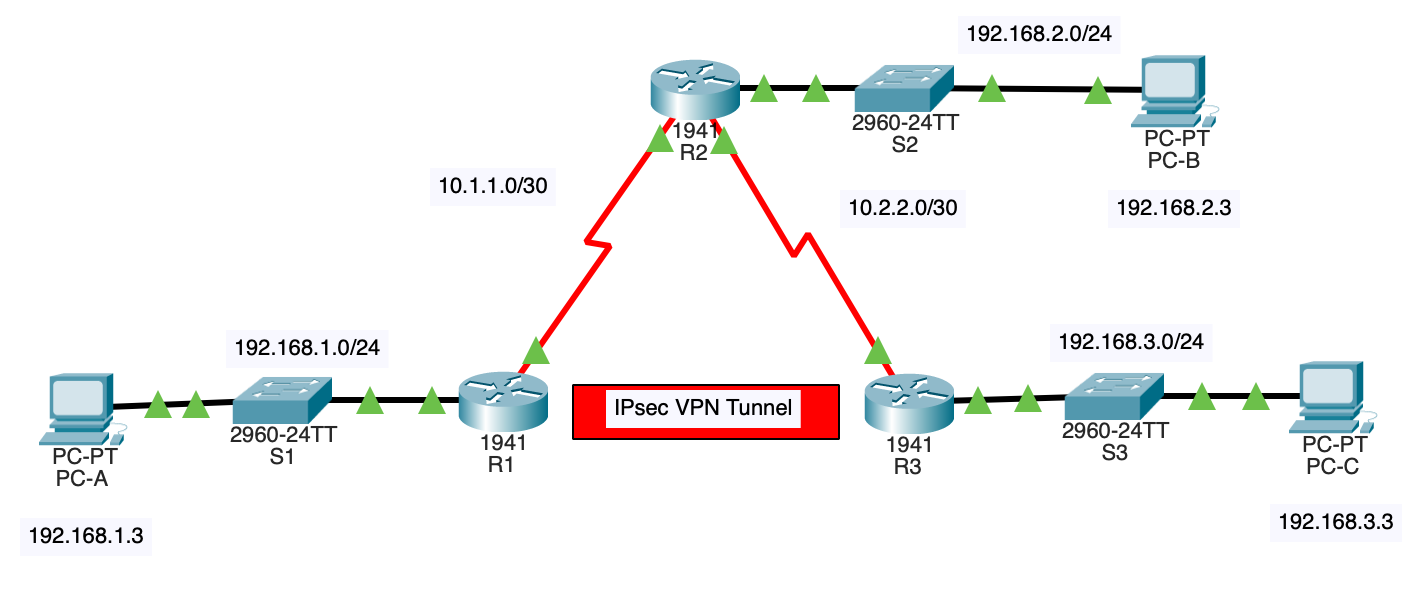 192.168.2.0/24
1941
R2
2960-24TT
S2
PC-PT
PC-B
10.1.1.0/30
10.2.2.0/30
192.168.2.3
192.168.1.0/24
192.168.3.0/24
IPsec VPN Tunnel
PC-PT
PC-A
2960-24TT
S1
1941
R1
1941
R3
2960-24TT
S3
PC-PT
PC-C
192.168.1.3
192.168.3.3